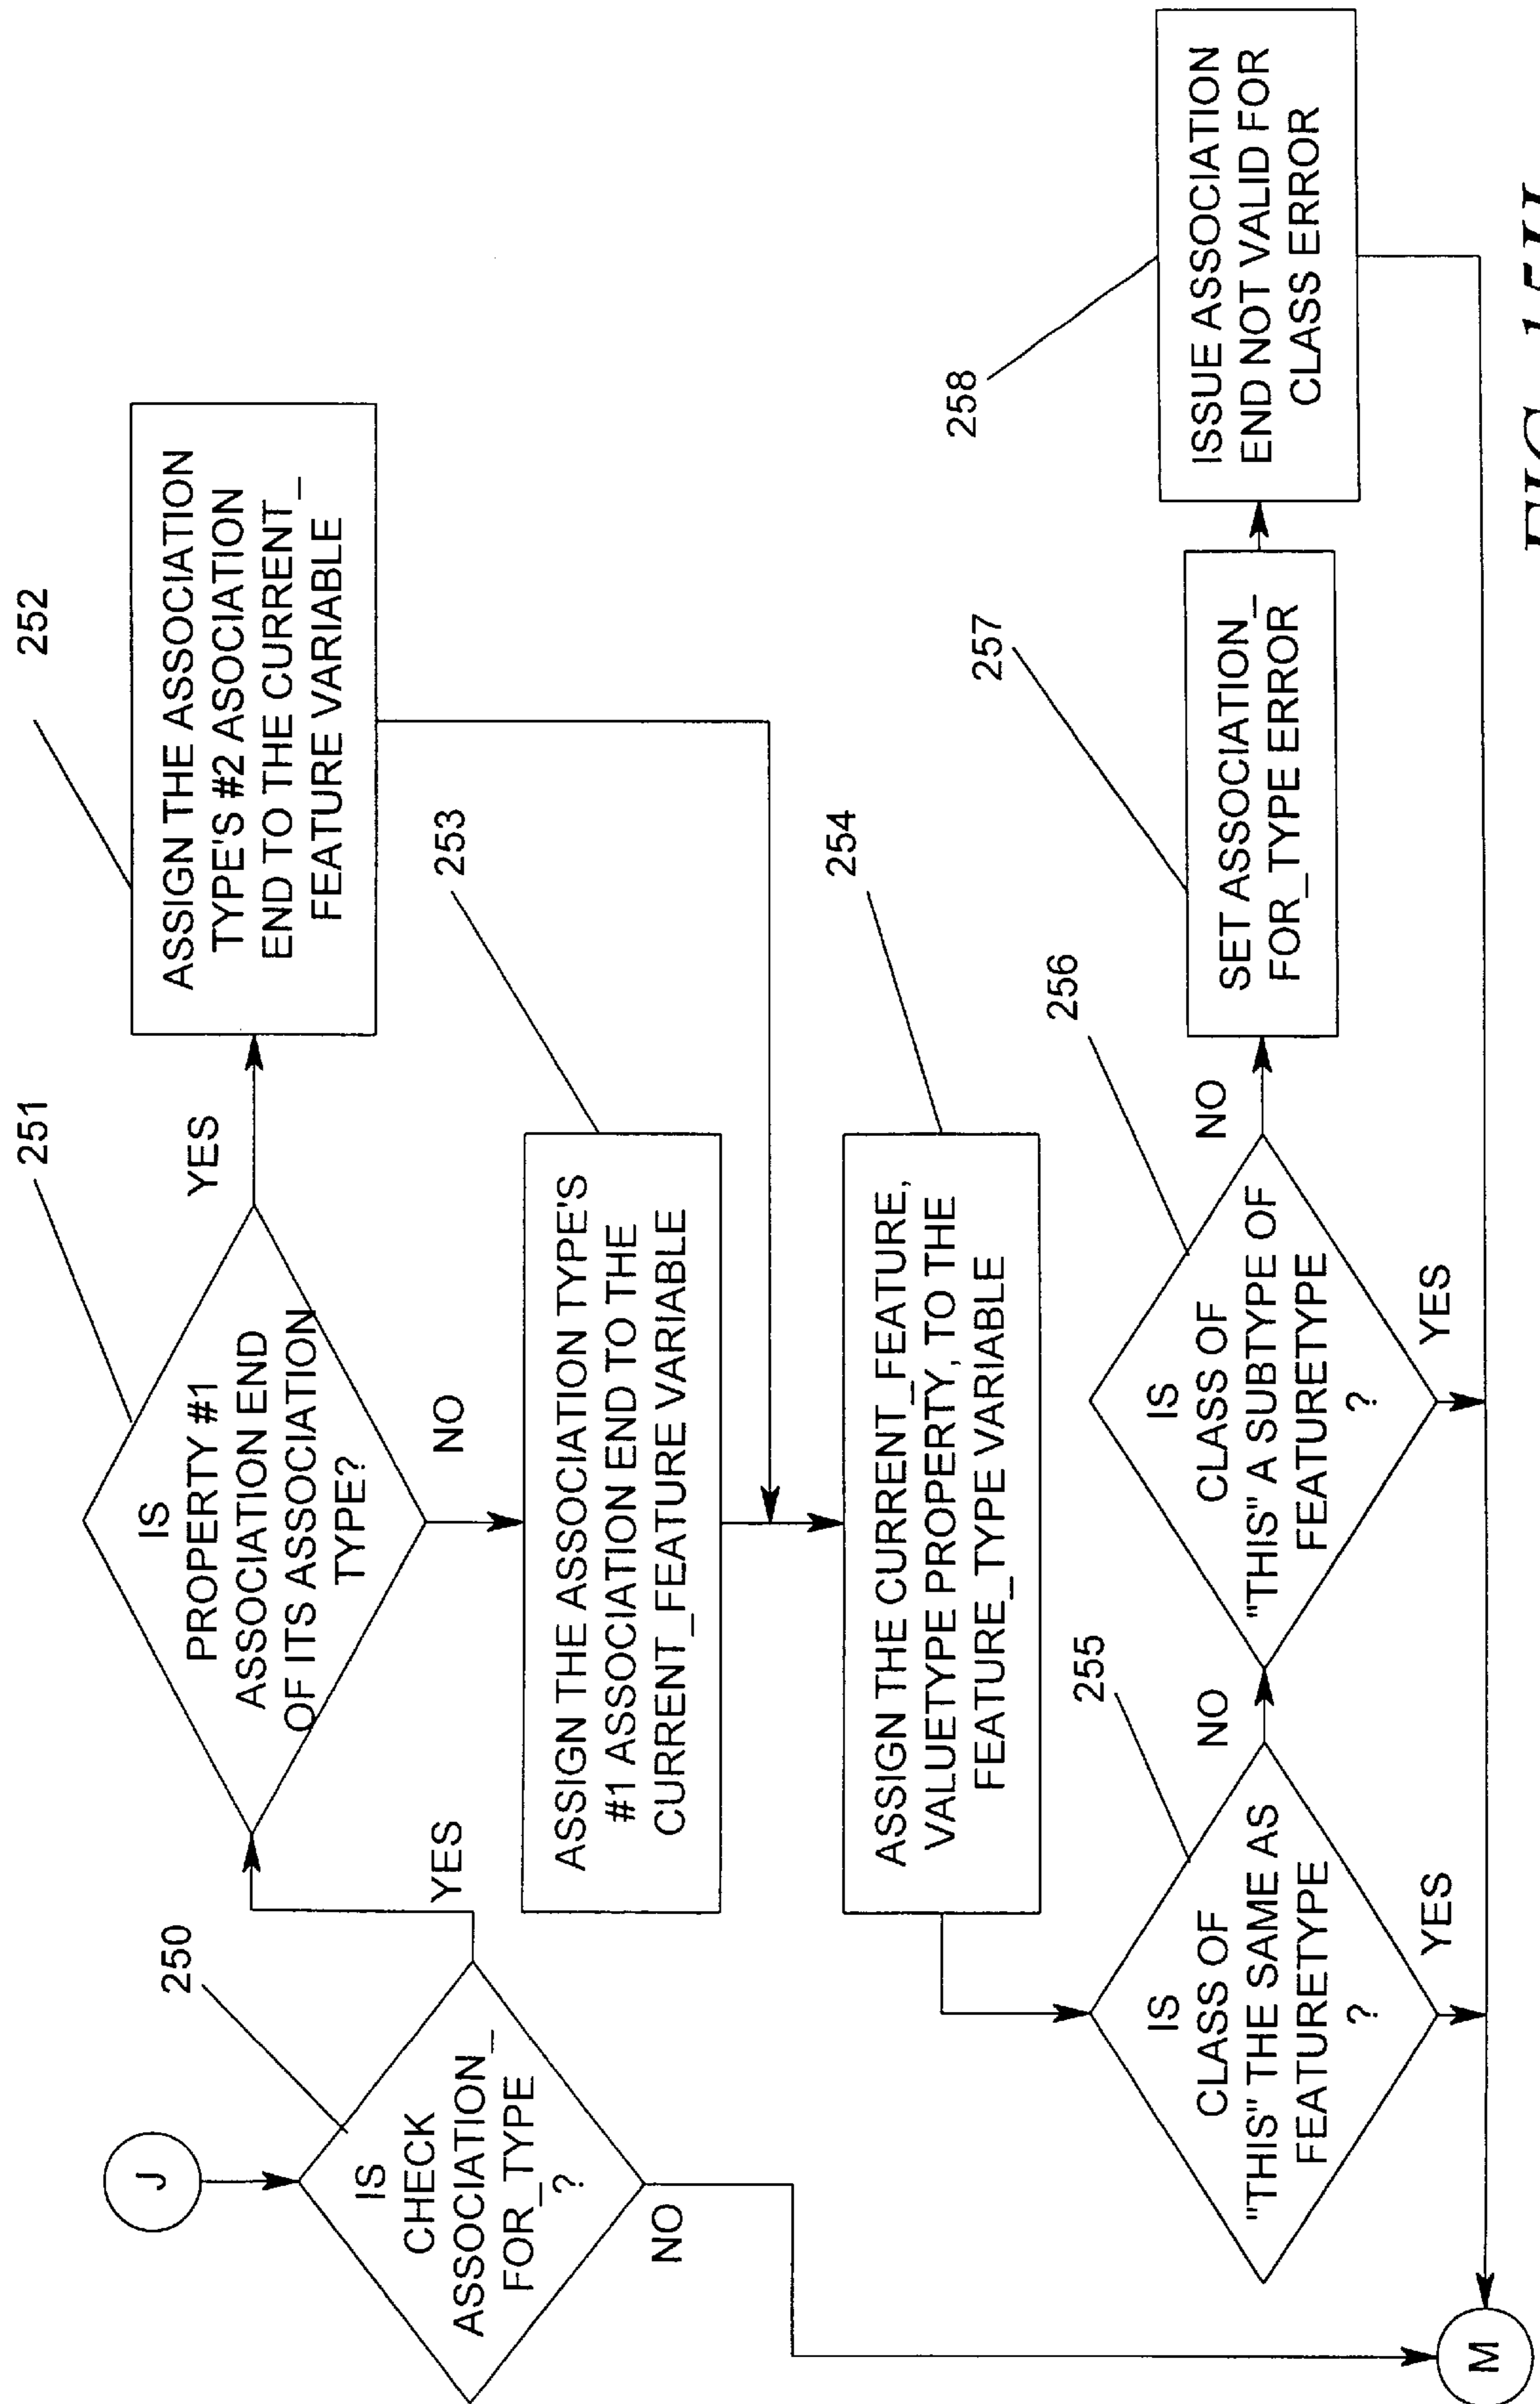 J
250
IS
CHECK
ASSOCIATION_
FOR_TYPE
?
YES
NO
251
IS
PROPERTY #1
ASSOCIATION END
OF ITS ASSOCIATION
TYPE?
YES
NO
252
ASSIGN THE ASSOCIATION
TYPE'S #2 ASOCIATION
END TO THE CURRENT_
FEATURE VARIABLE
253
ASSIGN THE ASSOCIATION TYPE'S
#1 ASSOCIATION END TO THE
CURRENT_FEATURE VARIABLE
254
ASSIGN THE CURRENT_FEATURE,
VALUETYPE PROPERTY, TO THE
FEATURE_TYPE VARIABLE
255
IS
CLASS OF
"THIS" THE SAME AS
FEATURETYPE
?
NO
YES
256
IS
CLASS OF
"THIS" A SUBTYPE OF
FEATURETYPE
?
NO
YES
257
SET ASSOCIATION_
FOR_TYPE ERROR
258
ISSUE ASSOCIATION
END NOT VALID FOR
CLASS ERROR
M